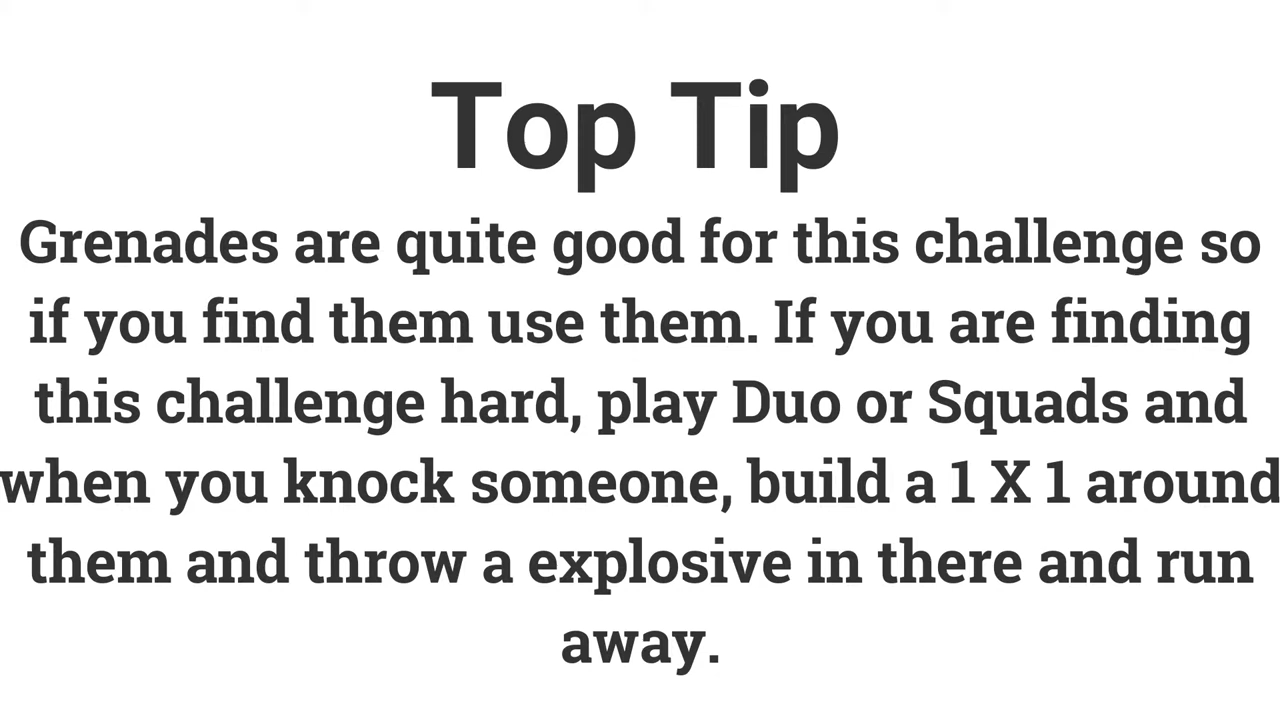 Top Tip
Grenades are quite good for this challenge so
if you find them use them. If you are finding
this challenge hard, play Duo or Squads and
when you knock someone, build a 1 X 1 around
them and throw a explosive in there and run
away.